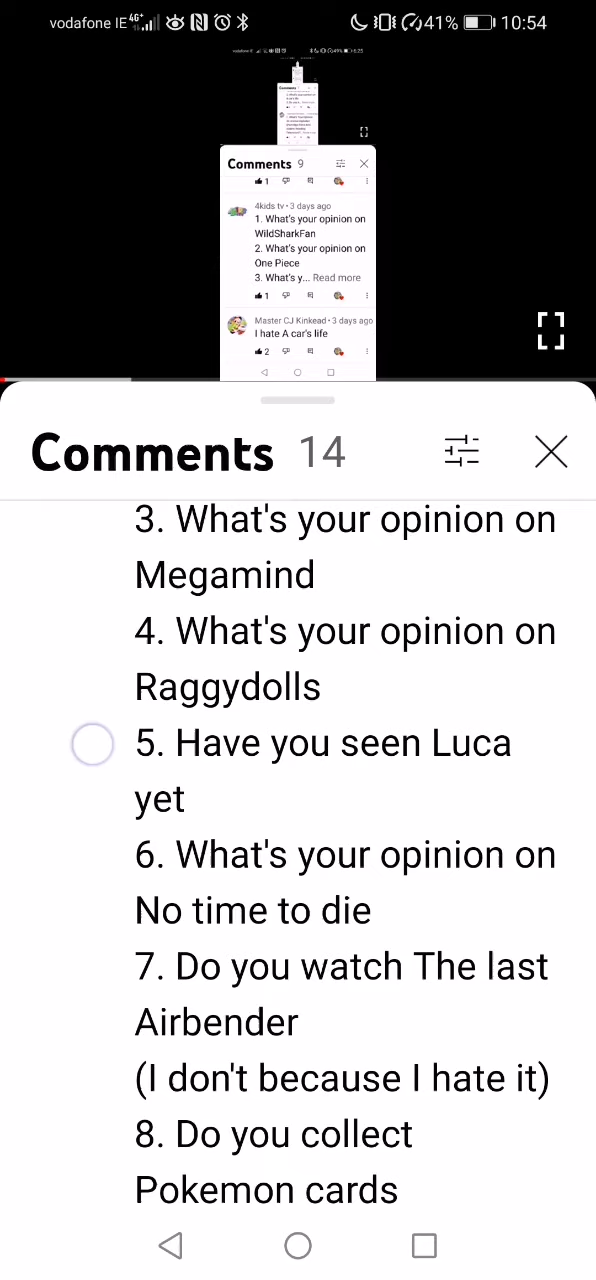 vodafone IE 4G+ 41% 10:54
Comments 9
1
4kids tv • 3 days ago
1. What's your opinion on
WildSharkFan
2. What's your opinion on
One Piece
3. What's y... Read more
1
Master CJ Kinkead • 3 days ago
I hate A car's life
2
Comments 14
3. What's your opinion on
Megamind
4. What's your opinion on
Raggydolls
5. Have you seen Luca
yet
6. What's your opinion on
No time to die
7. Do you watch The last
Airbender
(I don't because I hate it)
8. Do you collect
Pokemon cards